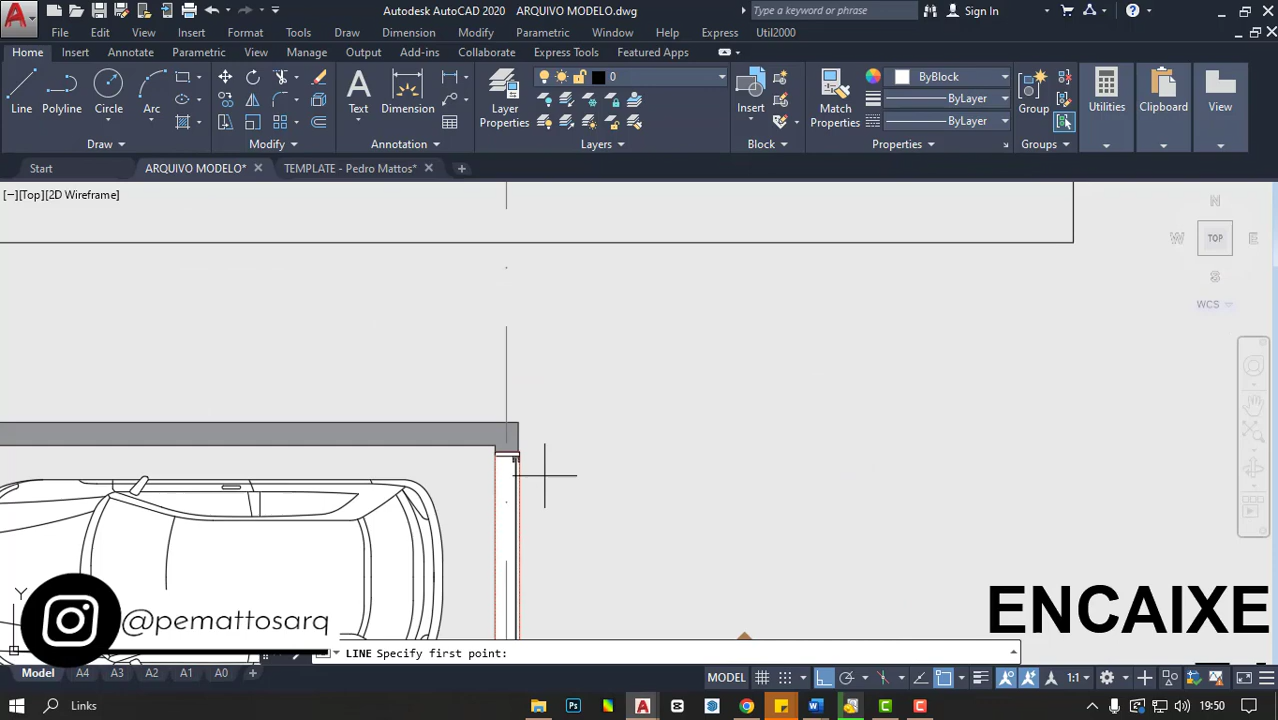 Autodesk AutoCAD 2020 ARQUIVO MODELO.dwg
Type a keyword or phrase
Sign In
File Edit View Insert Format Tools Draw Dimension Modify Parametric Window Help Express Util2000
Home Insert Annotate Parametric View Manage Output Add-ins Collaborate Express Tools Featured Apps
Line Polyline Circle Arc
Text Dimension
Layer Properties
0
Insert
Match Properties
ByBlock
ByLayer
ByLayer
Group
Utilities
Clipboard
View
Draw Modify Annotation Layers Block Properties Groups
Start ARQUIVO MODELO* TEMPLATE - Pedro Mattos*
[−][Top][2D Wireframe]
N
W TOP E
S
WCS
ENCAIXE
Y
@pemattosarq
LINE Specify first point:
Model A4 A3 A2 A1 A0
MODEL
1:1
Links
Ps
W
19:50